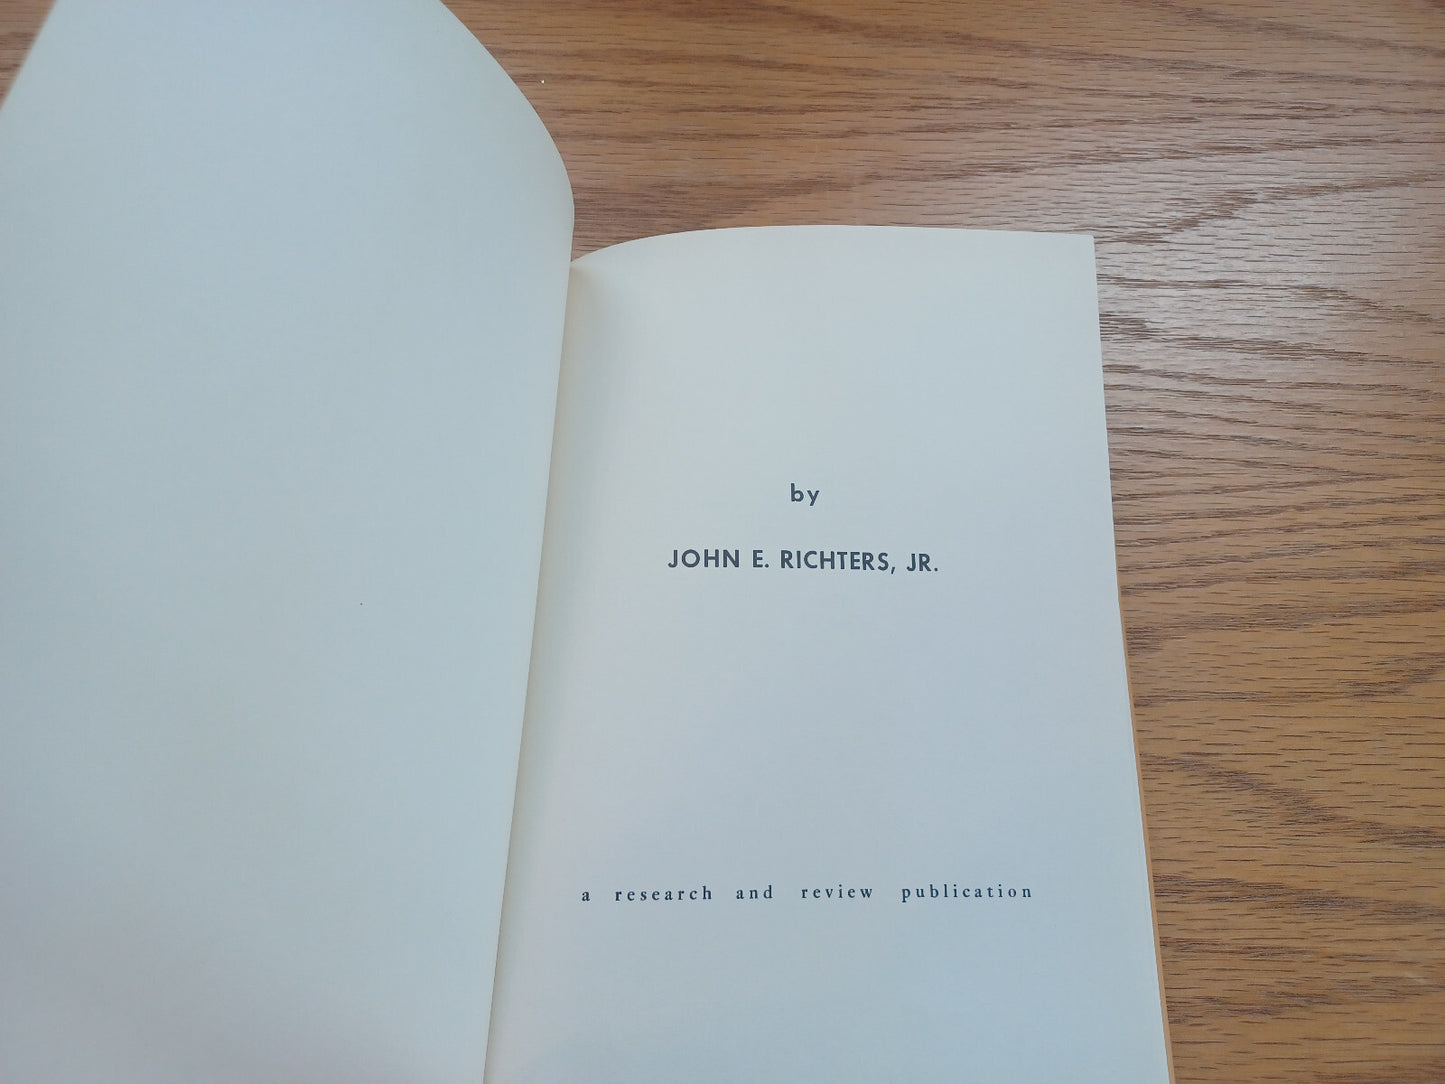 by
JOHN E. RICHTERS, JR.
a research and review publication